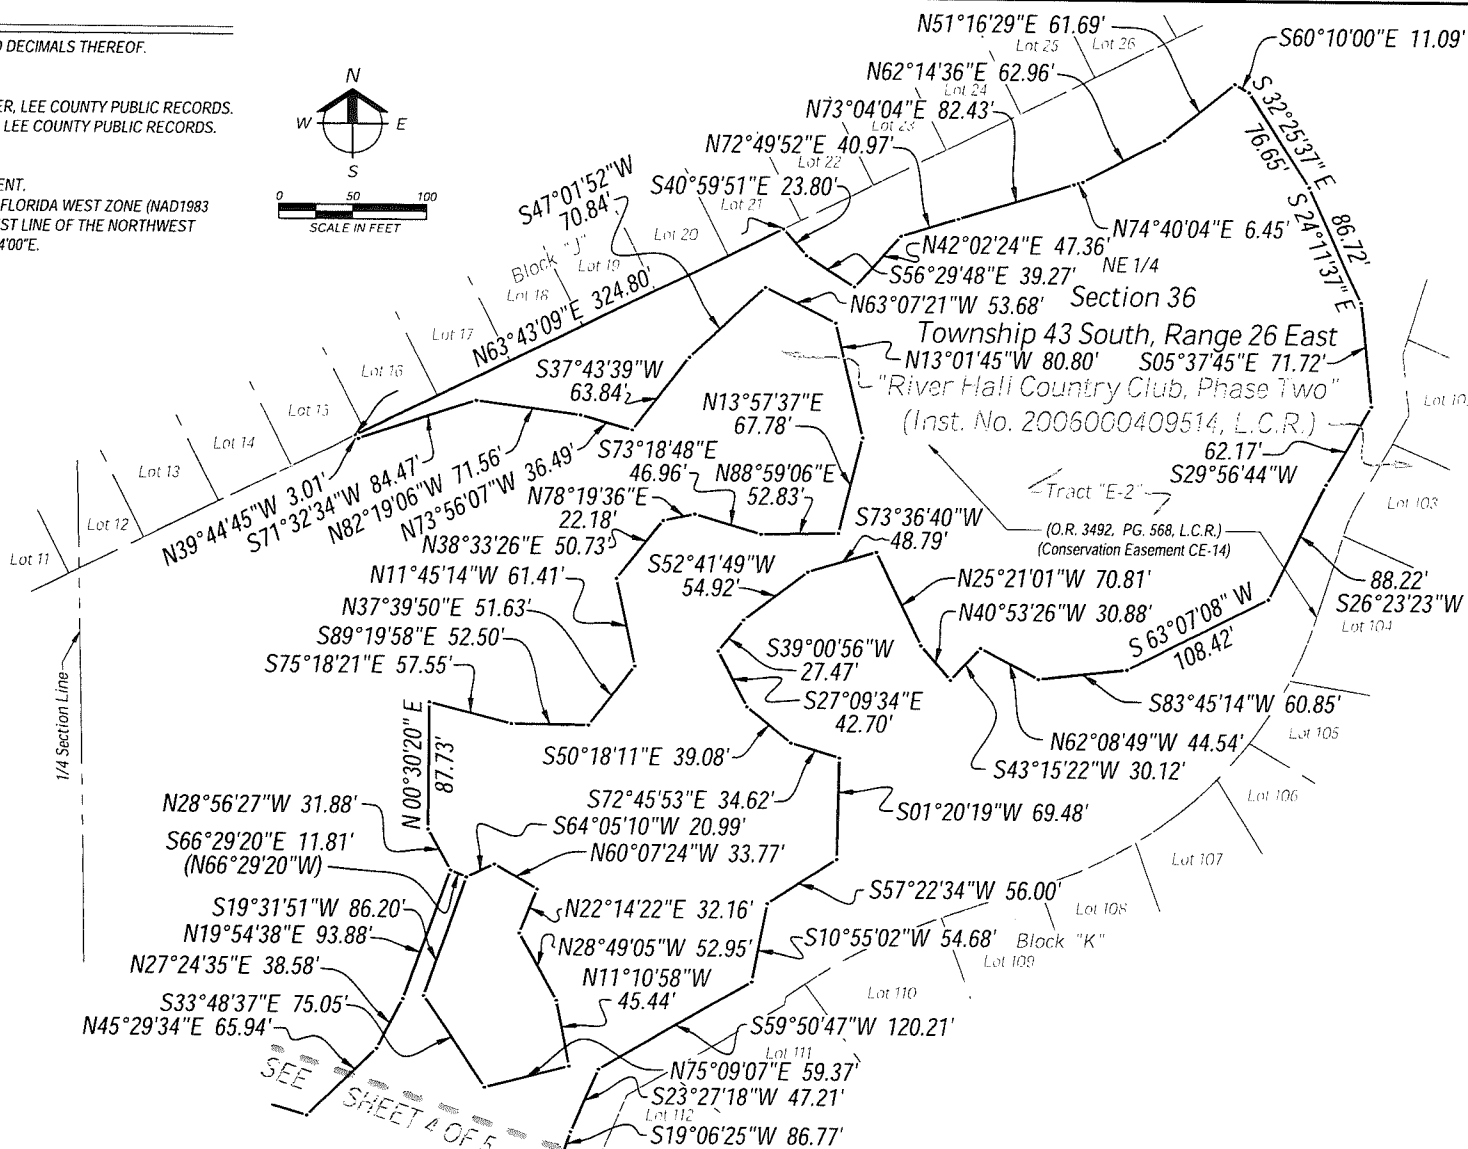 D DECIMALS THEREOF.
ER, LEE COUNTY PUBLIC RECORDS.
LEE COUNTY PUBLIC RECORDS.
ENT.
FLORIDA WEST ZONE (NAD1983
ST LINE OF THE NORTHWEST
4'00"E.
N
W E
S
0 50 100
SCALE IN FEET
N51°16'29"E 61.69'
S60°10'00"E 11.09'
Lot 25
Lot 26
N62°14'36"E 62.96'
Lot 24
N73°04'04"E 82.43'
Lot 23
N72°49'52"E 40.97'
Lot 22
S40°59'51"E 23.80'
Lot 21
S47°01'52"W
70.84'
Lot 20
Block "J"
Lot 19
Lot 18
Lot 17
N63°43'09"E 324.80'
Lot 16
Lot 15
Lot 14
Lot 13
Lot 12
Lot 11
S 32°25'37" E
76.65'
86.72'
S 24°11'37" E
N74°40'04"E 6.45'
N42°02'24"E 47.36'
NE 1/4
S56°29'48"E 39.27'
N63°07'21"W 53.68'
Section 36
Township 43 South, Range 26 East
N13°01'45"W 80.80'
S05°37'45"E 71.72'
"River Hall Country Club, Phase Two"
(Inst. No. 2006000409514, L.C.R.)
S37°43'39"W
63.84'
N13°57'37"E
67.78'
62.17'
S29°56'44"W
S73°18'48"E
46.96'
N88°59'06"E
52.83'
N39°44'45"W 3.01'
S71°32'34"W 84.47'
N82°19'06"W 71.56'
N73°56'07"W 36.49'
N78°19'36"E
22.18'
N38°33'26"E 50.73'
Tract "E-2"
Lot 103
(O.R. 3492, PG. 568, L.C.R.)
(Conservation Easement CE-14)
S73°36'40"W
48.79'
S52°41'49"W
54.92'
N11°45'14"W 61.41'
N25°21'01"W 70.81'
88.22'
S26°23'23"W
N37°39'50"E 51.63'
N40°53'26"W 30.88'
Lot 104
S89°19'58"E 52.50'
S 63°07'08" W
108.42'
S39°00'56"W
27.47'
S75°18'21"E 57.55'
S27°09'34"E
42.70'
S83°45'14"W 60.85'
1/4 Section Line
N 00°30'20" E
87.73'
N62°08'49"W 44.54'
Lot 105
S50°18'11"E 39.08'
S43°15'22"W 30.12'
N28°56'27"W 31.88'
S72°45'53"E 34.62'
S01°20'19"W 69.48'
Lot 106
S64°05'10"W 20.99'
S66°29'20"E 11.81'
(N66°29'20"W)
N60°07'24"W 33.77'
Lot 107
S57°22'34"W 56.00'
S19°31'51"W 86.20'
N22°14'22"E 32.16'
Lot 108
N19°54'38"E 93.88'
N28°49'05"W 52.95'
S10°55'02"W 54.68'
Block "K"
Lot 109
N27°24'35"E 38.58'
N11°10'58"W
45.44'
Lot 110
S33°48'37"E 75.05'
N45°29'34"E 65.94'
S59°50'47"W 120.21'
Lot 111
N75°09'07"E 59.37'
SEE SHEET 4 OF 5
S23°27'18"W 47.21'
Lot 112
S19°06'25"W 86.77'